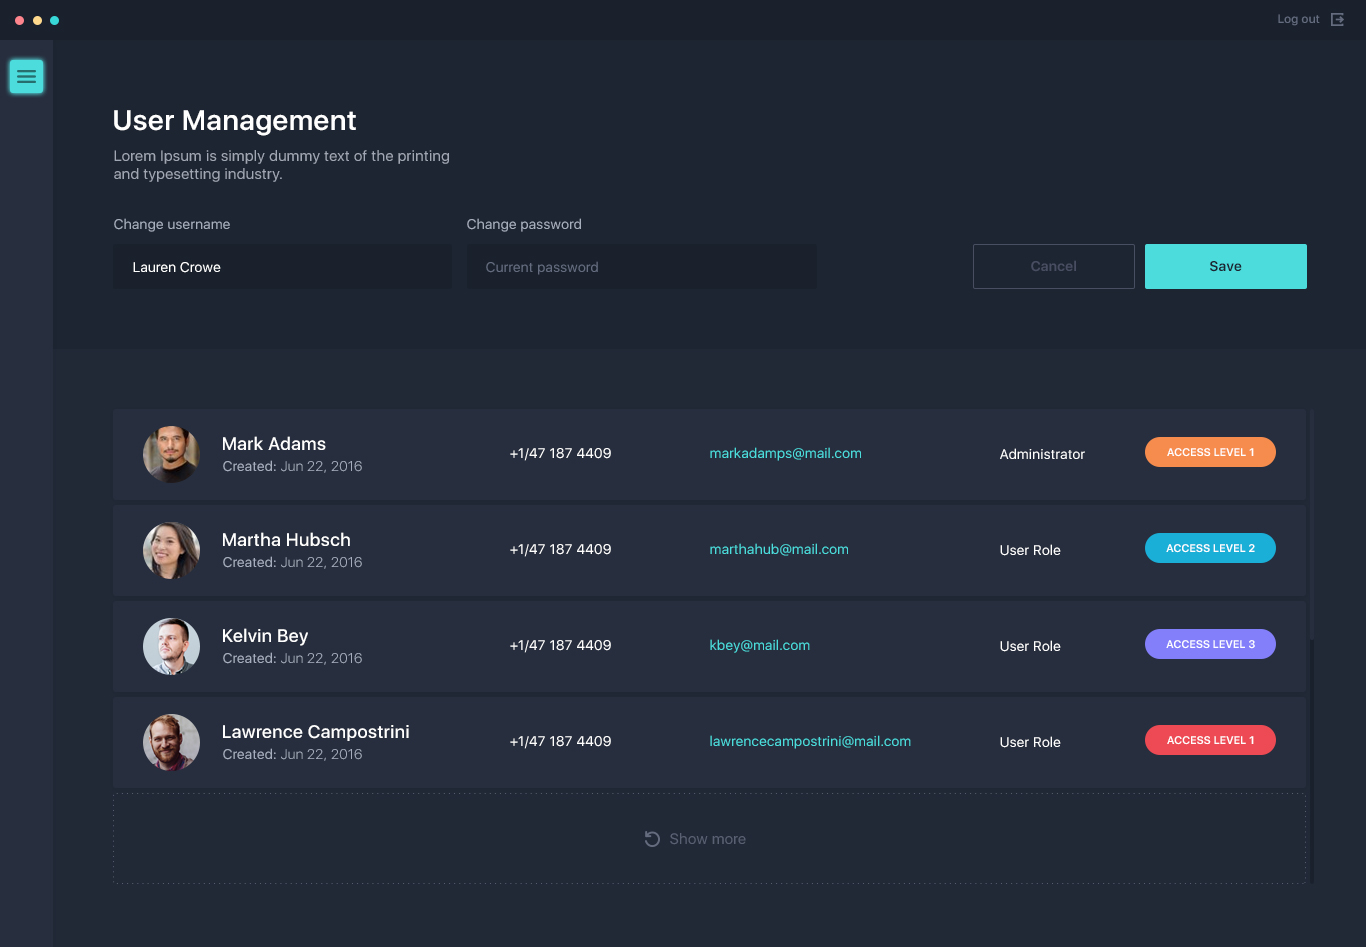 Log out
User Management
Lorem Ipsum is simply dummy text of the printing
and typesetting industry.
Change username
Change password
Lauren Crowe
Current password
Cancel
Save
Mark Adams
Created: Jun 22, 2016
+1/47 187 4409
markadamps@mail.com
Administrator
ACCESS LEVEL 1
Martha Hubsch
Created: Jun 22, 2016
+1/47 187 4409
marthahub@mail.com
User Role
ACCESS LEVEL 2
Kelvin Bey
Created: Jun 22, 2016
+1/47 187 4409
kbey@mail.com
User Role
ACCESS LEVEL 3
Lawrence Campostrini
Created: Jun 22, 2016
+1/47 187 4409
lawrencecampostrini@mail.com
User Role
ACCESS LEVEL 1
Show more